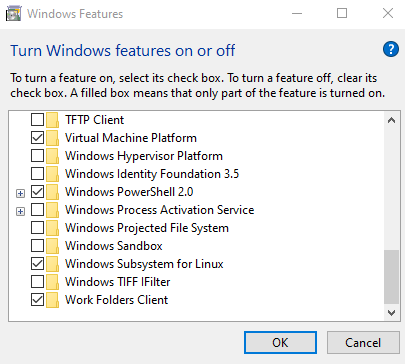 Windows Features
Turn Windows features on or off
To turn a feature on, select its check box. To turn a feature off, clear its
check box. A filled box means that only part of the feature is turned on.
TFTP Client
Virtual Machine Platform
Windows Hypervisor Platform
Windows Identity Foundation 3.5
Windows PowerShell 2.0
Windows Process Activation Service
Windows Projected File System
Windows Sandbox
Windows Subsystem for Linux
Windows TIFF IFilter
Work Folders Client
OK
Cancel